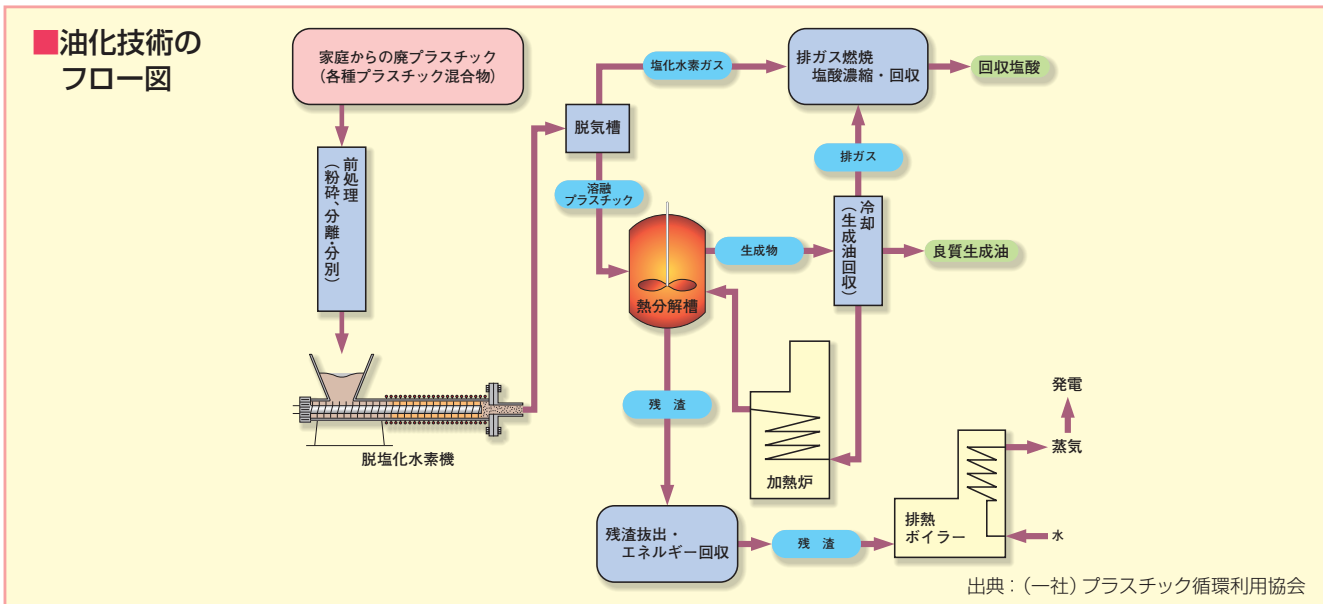 ■油化技術の
フロー図
家庭からの廃プラスチック
(各種プラスチック混合物)
前処理
(粉砕、分離・分別)
脱塩化水素機
脱気槽
塩化水素ガス
排ガス燃焼
塩酸濃縮・回収
回収塩酸
溶融
プラスチック
排ガス
熱分解槽
生成物
冷却
(生成油回収)
良質生成油
加熱炉
残 渣
残渣抜出・
エネルギー回収
残 渣
排熱
ボイラー
発電
蒸気
水
出典:(一社)プラスチック循環利用協会